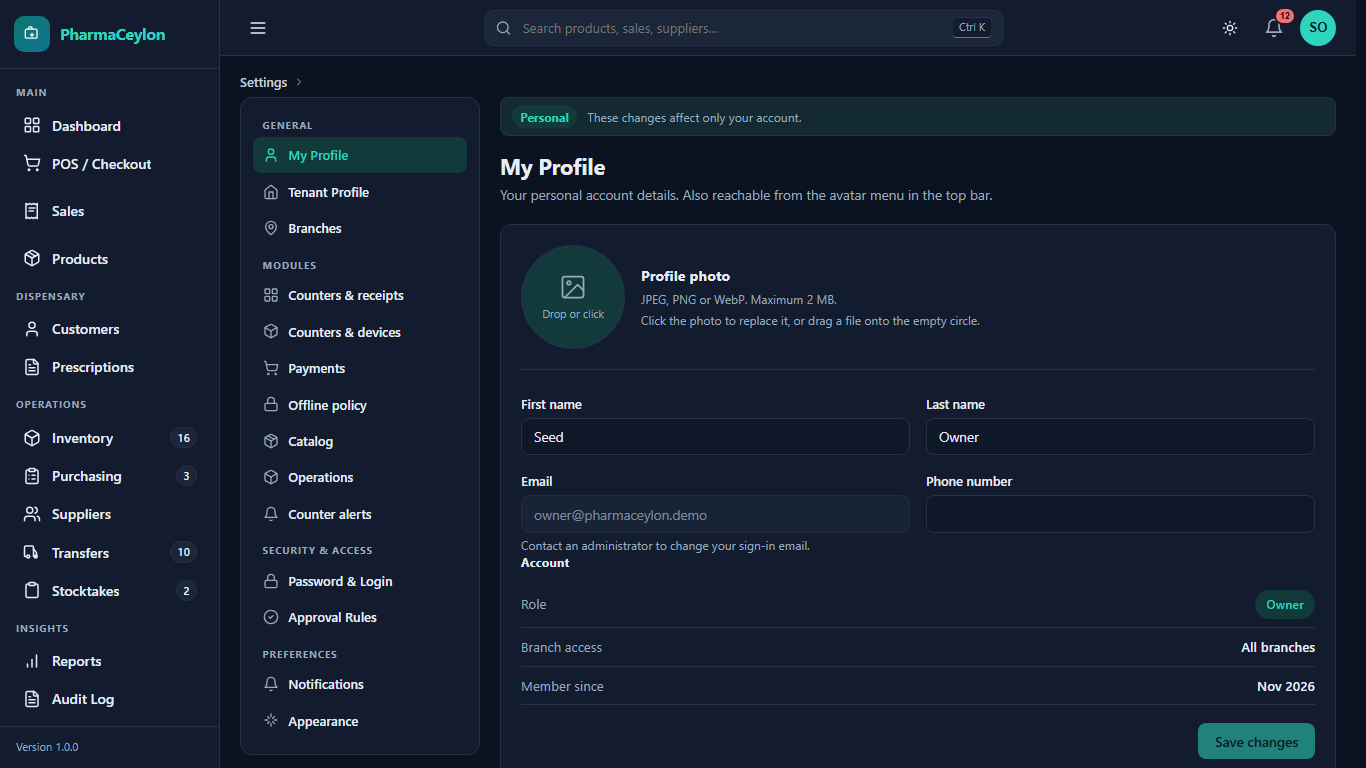 PharmaCeylon
Search products, sales, suppliers...
Ctrl K
12
SO
MAIN
Dashboard
POS / Checkout
Sales
Products
DISPENSARY
Customers
Prescriptions
OPERATIONS
Inventory 16
Purchasing 3
Suppliers
Transfers 10
Stocktakes 2
INSIGHTS
Reports
Audit Log
Version 1.0.0
Settings
GENERAL
My Profile
Tenant Profile
Branches
MODULES
Counters & receipts
Counters & devices
Payments
Offline policy
Catalog
Operations
Counter alerts
SECURITY & ACCESS
Password & Login
Approval Rules
PREFERENCES
Notifications
Appearance
Personal These changes affect only your account.
My Profile
Your personal account details. Also reachable from the avatar menu in the top bar.
Drop or click
Profile photo
JPEG, PNG or WebP. Maximum 2 MB.
Click the photo to replace it, or drag a file onto the empty circle.
First name
Seed
Last name
Owner
Email
owner@pharmaceylon.demo
Phone number
Contact an administrator to change your sign-in email.
Account
Role Owner
Branch access All branches
Member since Nov 2026
Save changes